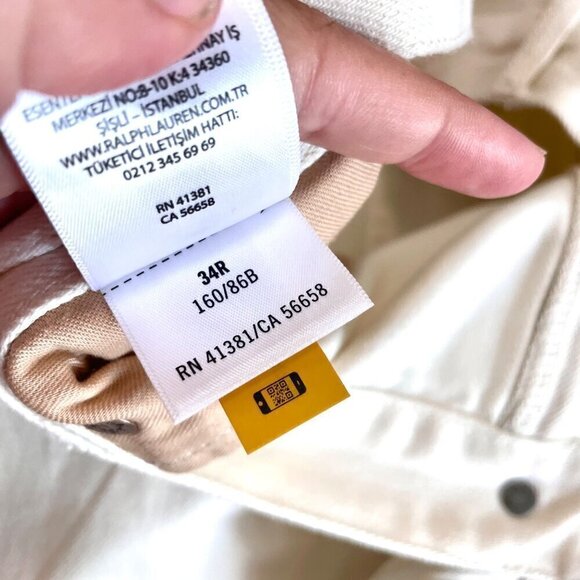 MERKEZİ NO:8-10 K:4 34360
ŞİŞLİ - İSTANBUL
WWW.RALPHLAUREN.COM.TR
TÜKETİCİ İLETİŞİM HATTI:
0212 345 69 69
RN 41381
CA 56658
34R
160/86B
RN 41381/CA 56658